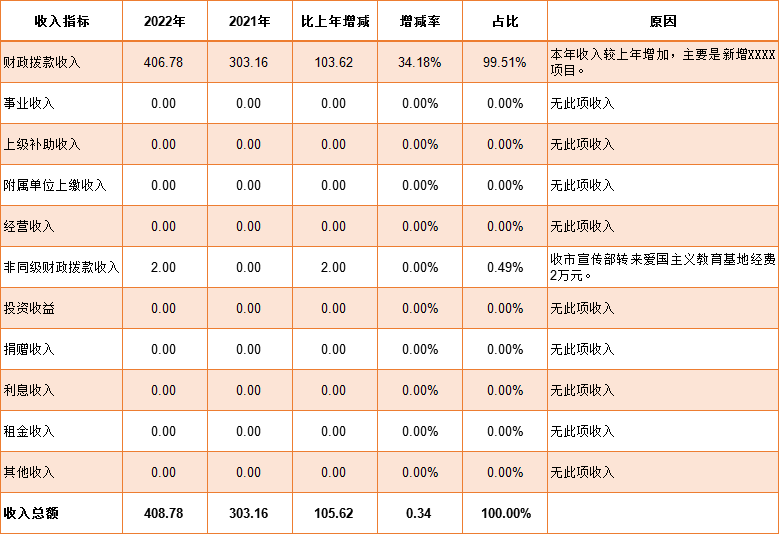 收入指标 2022年 2021年 比上年增减 增减率 占比 原因
财政拨款收入 406.78 303.16 103.62 34.18% 99.51% 本年收入较上年增加，主要是新增XXXX
项目。
事业收入 0.00 0.00 0.00 0.00% 0.00% 无此项收入
上级补助收入 0.00 0.00 0.00 0.00% 0.00% 无此项收入
附属单位上缴收入 0.00 0.00 0.00 0.00% 0.00% 无此项收入
经营收入 0.00 0.00 0.00 0.00% 0.00% 无此项收入
非同级财政拨款收入 2.00 0.00 2.00 0.00% 0.49% 收市宣传部转来爱国主义教育基地经费
2万元。
投资收益 0.00 0.00 0.00 0.00% 0.00% 无此项收入
捐赠收入 0.00 0.00 0.00 0.00% 0.00% 无此项收入
利息收入 0.00 0.00 0.00 0.00% 0.00% 无此项收入
租金收入 0.00 0.00 0.00 0.00% 0.00% 无此项收入
其他收入 0.00 0.00 0.00 0.00% 0.00% 无此项收入
收入总额 408.78 303.16 105.62 0.34 100.00%